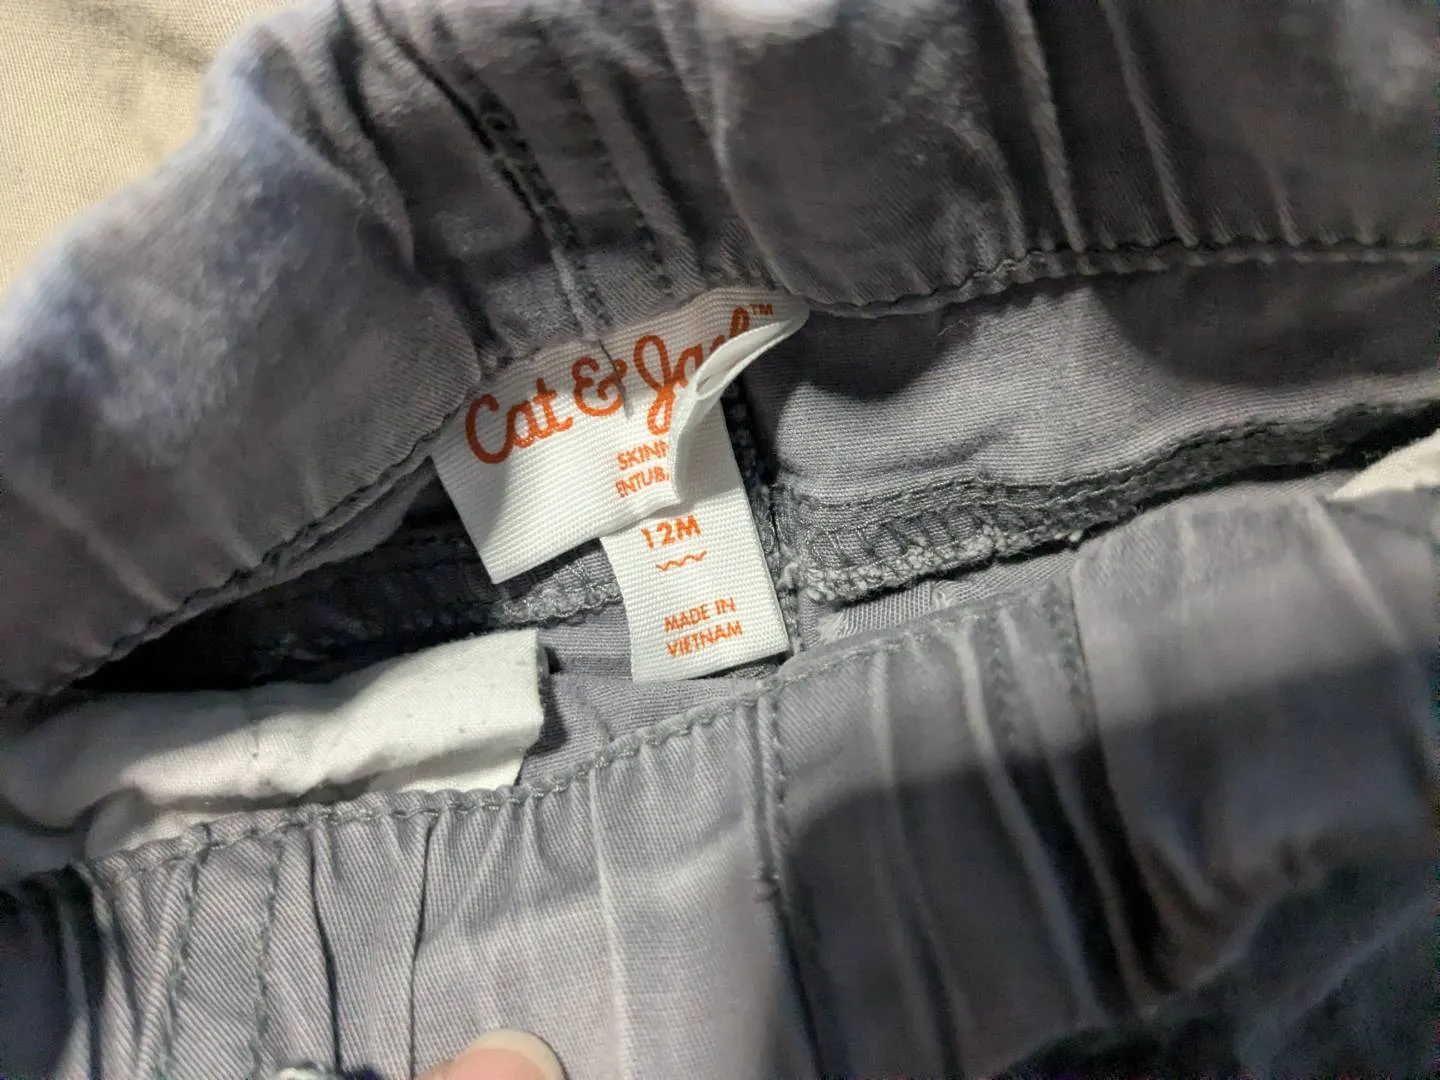 Cat & Jack™
12M
MADE IN
VIETNAM